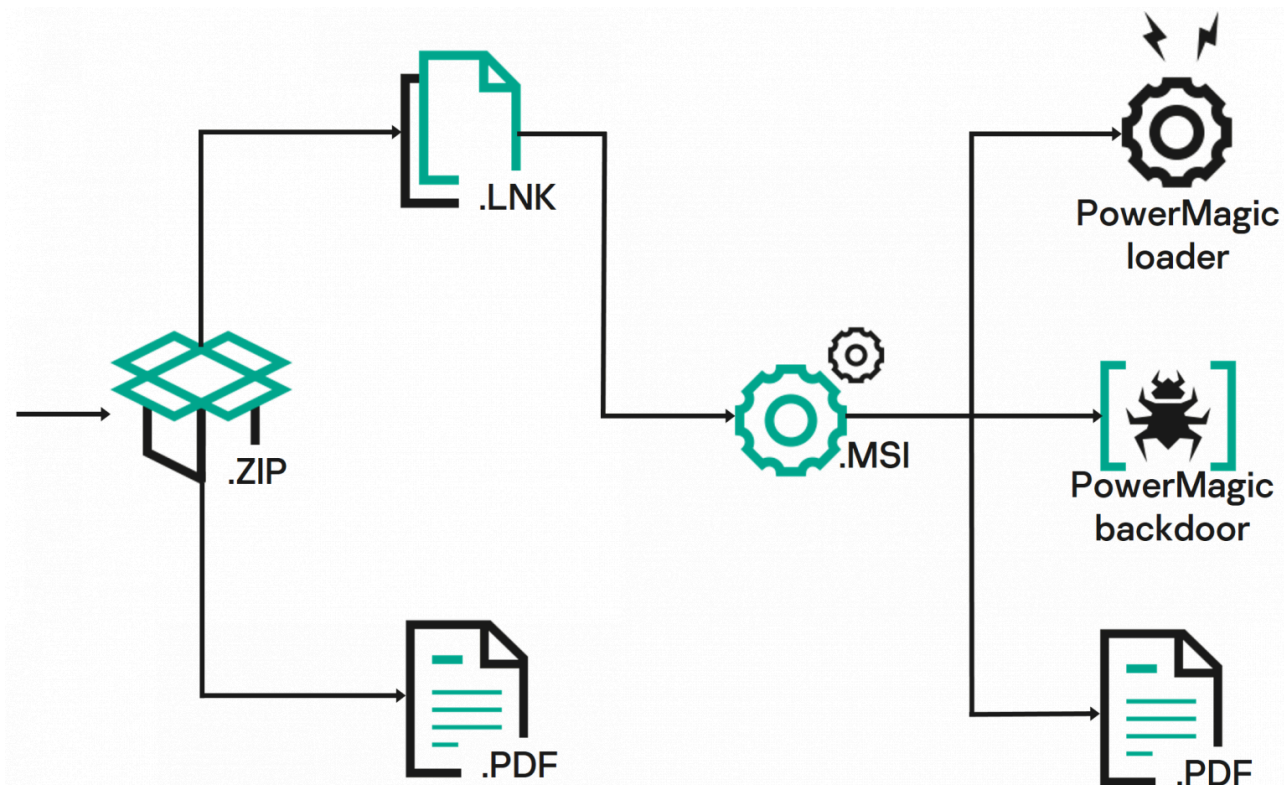 .LNK
PowerMagic
loader
.ZIP
.MSI
PowerMagic
backdoor
.PDF
.PDF